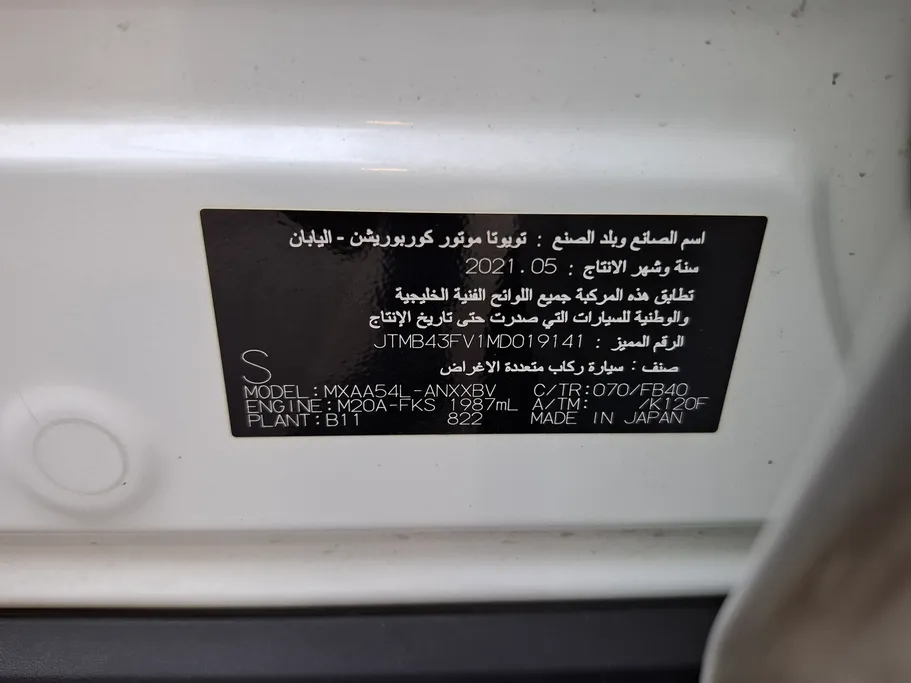 اسم الصانع وبلد الصنع : تويوتا موتور كوربوريشن - اليابان
سنة وشهر الانتاج : 2021.05
تطابق هذه المركبة جميع اللوائح الفنية الخليجية
والوطنية للسيارات التي صدرت حتى تاريخ الإنتاج
الرقم المميز : JTMB43FV1MD019141
صنف : سيارة ركاب متعددة الاغراض
S
MODEL:MXAA54L-ANXXBV C/TR:070/FB40
ENGINE:M20A-FKS 1987mL A/TM: /K120F
PLANT:B11 822 MADE IN JAPAN